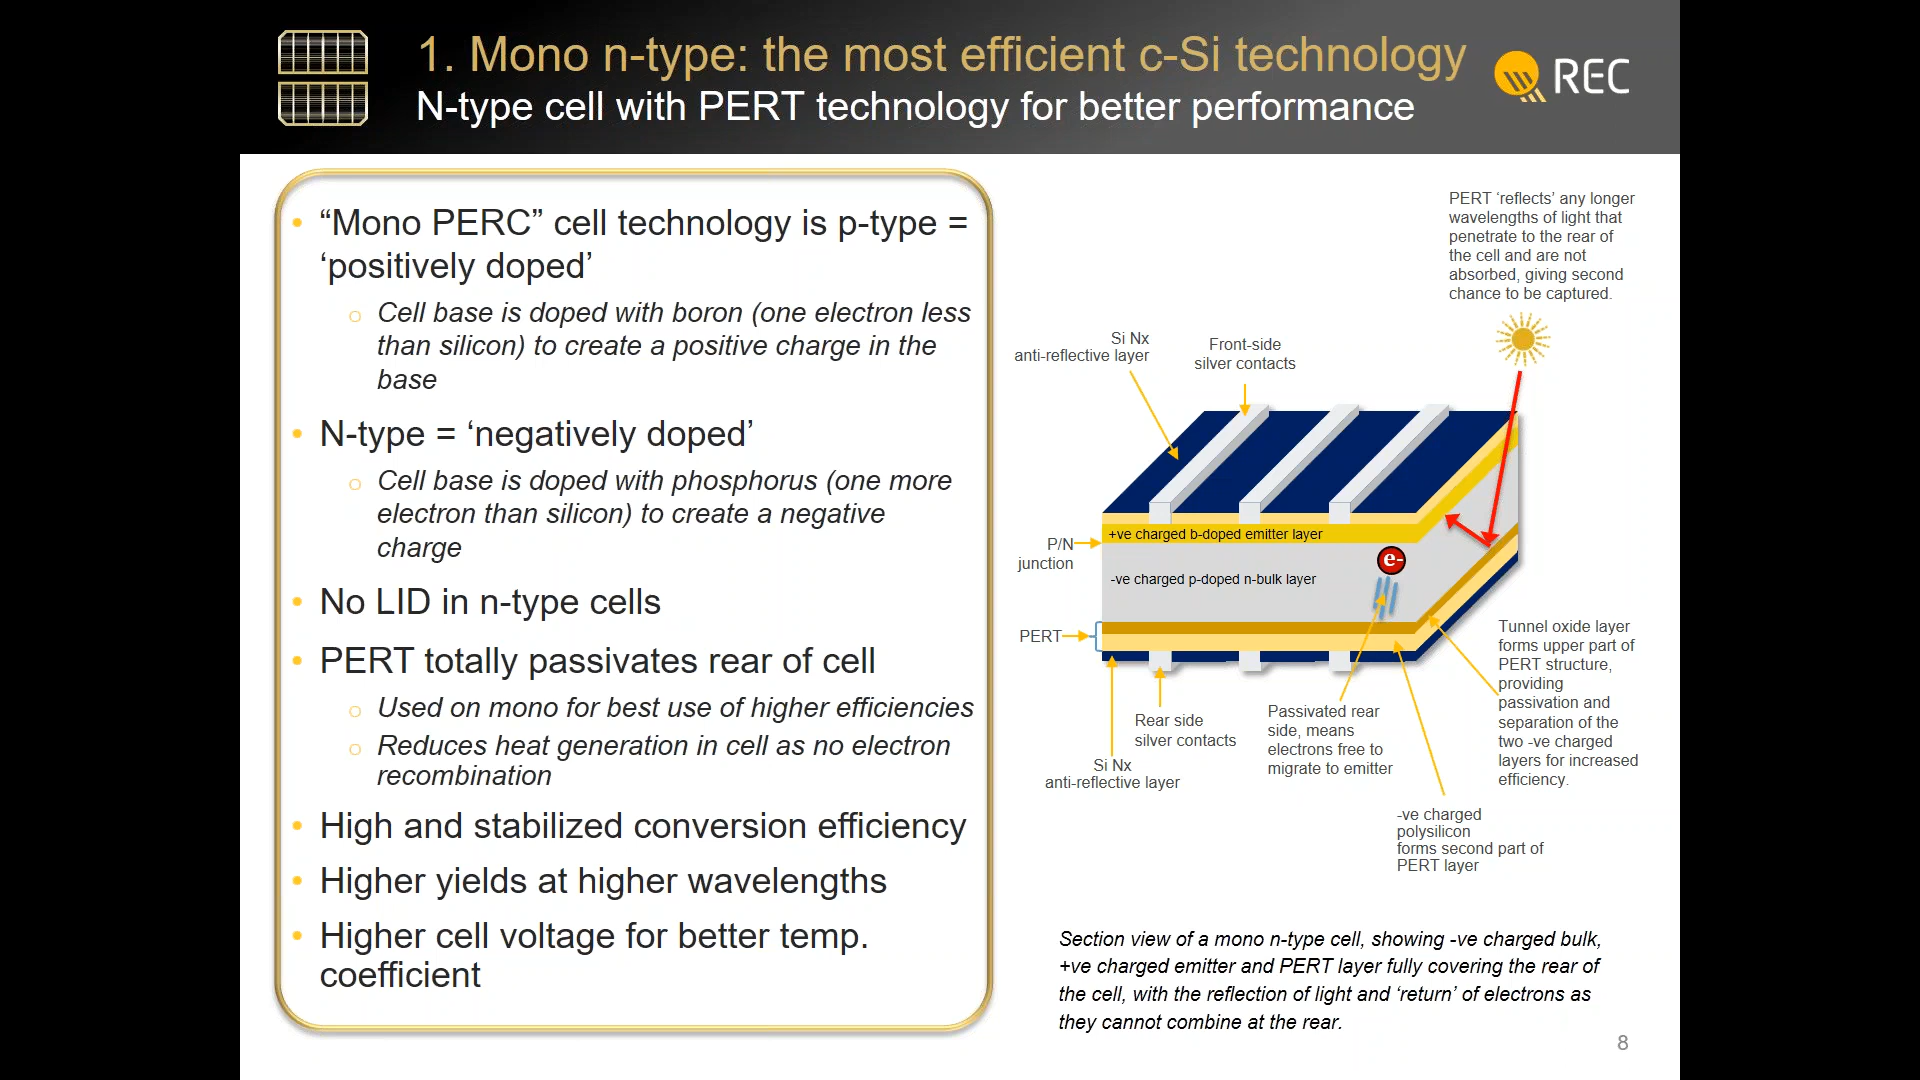 1. Mono n-type: the most efficient c-Si technology
N-type cell with PERT technology for better performance
REC
• “Mono PERC” cell technology is p-type =
‘positively doped’
o Cell base is doped with boron (one electron less
than silicon) to create a positive charge in the
base
• N-type = ‘negatively doped’
o Cell base is doped with phosphorus (one more
electron than silicon) to create a negative
charge
• No LID in n-type cells
• PERT totally passivates rear of cell
o Used on mono for best use of higher efficiencies
o Reduces heat generation in cell as no electron
recombination
• High and stabilized conversion efficiency
• Higher yields at higher wavelengths
• Higher cell voltage for better temp.
coefficient
PERT ‘reflects’ any longer
wavelengths of light that
penetrate to the rear of
the cell and are not
absorbed, giving second
chance to be captured.
Si Nx
anti-reflective layer
Front-side
silver contacts
+ve charged b-doped emitter layer
P/N
junction
e-
-ve charged p-doped n-bulk layer
PERT
Tunnel oxide layer
forms upper part of
PERT structure,
providing
passivation and
separation of the
two -ve charged
layers for increased
efficiency.
Rear side
silver contacts
Passivated rear
side, means
electrons free to
migrate to emitter
Si Nx
anti-reflective layer
-ve charged
polysilicon
forms second part of
PERT layer
Section view of a mono n-type cell, showing -ve charged bulk,
+ve charged emitter and PERT layer fully covering the rear of
the cell, with the reflection of light and ‘return’ of electrons as
they cannot combine at the rear.
8